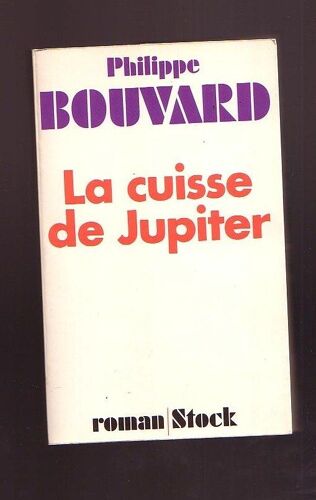 Philippe
BOUVARD
La cuisse
de Jupiter
roman|Stock